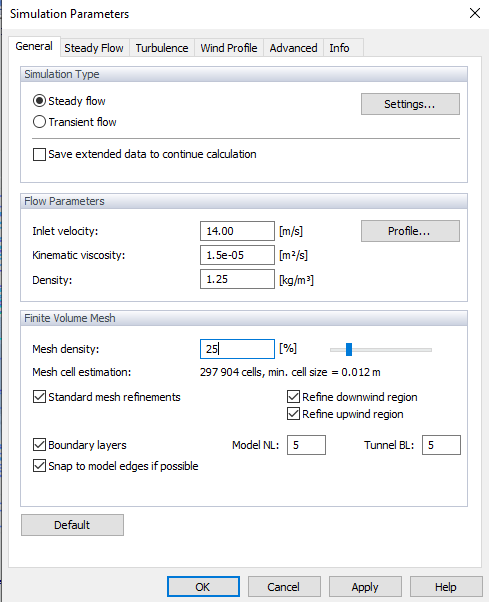 Simulation Parameters
General Steady Flow Turbulence Wind Profile Advanced Info
Simulation Type
Steady flow
Settings...
Transient flow
Save extended data to continue calculation
Flow Parameters
Inlet velocity: 14.00 [m/s] Profile...
Kinematic viscosity: 1.5e-05 [m²/s]
Density: 1.25 [kg/m³]
Finite Volume Mesh
Mesh density: 25 [%]
Mesh cell estimation: 297 904 cells, min. cell size = 0.012 m
Standard mesh refinements Refine downwind region
Refine upwind region
Boundary layers Model NL: 5 Tunnel BL: 5
Snap to model edges if possible
Default
OK Cancel Apply Help